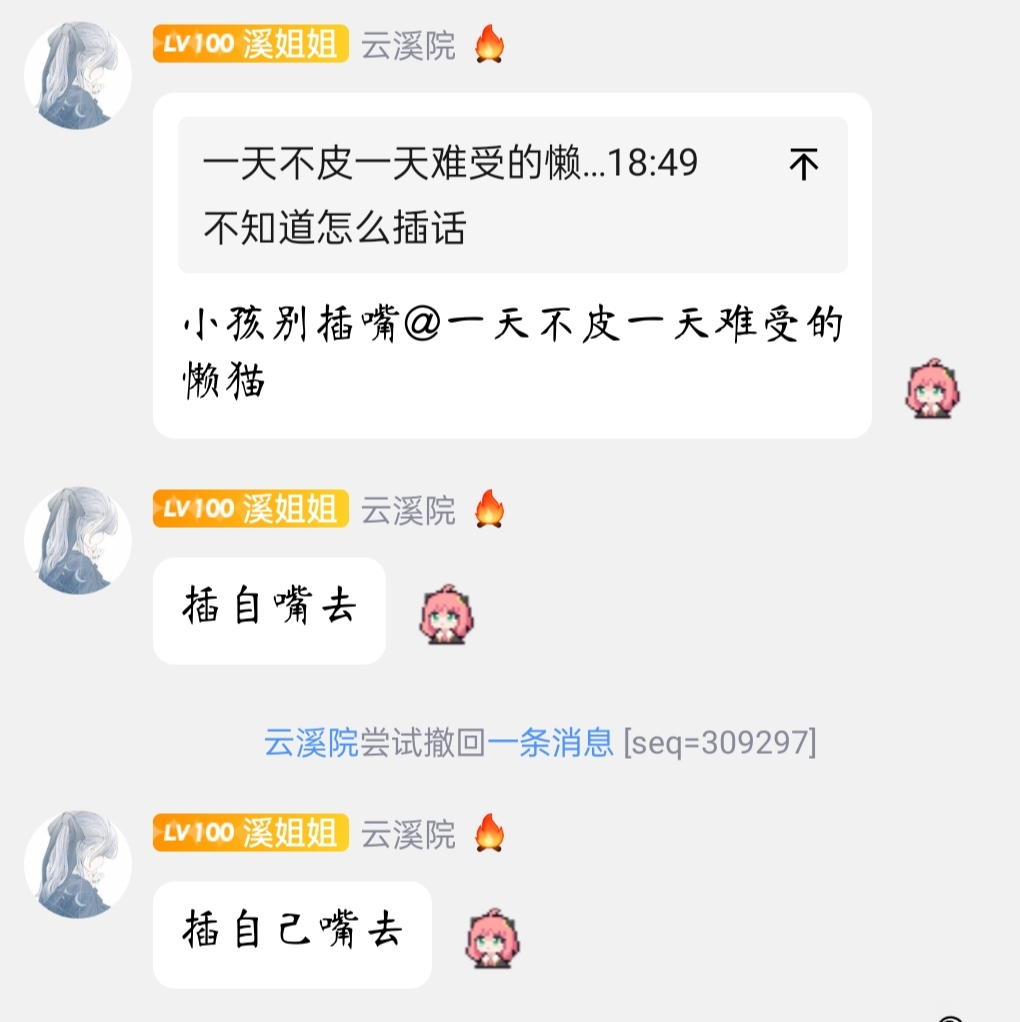 LV100 溪姐姐 云溪院
一天不皮一天难受的懒...18:49
不知道怎么插话
小孩别插嘴@一天不皮一天难受的
懒猫
LV100 溪姐姐 云溪院
插自嘴去
云溪院尝试撤回一条消息 [seq=309297]
LV100 溪姐姐 云溪院
插自己嘴去